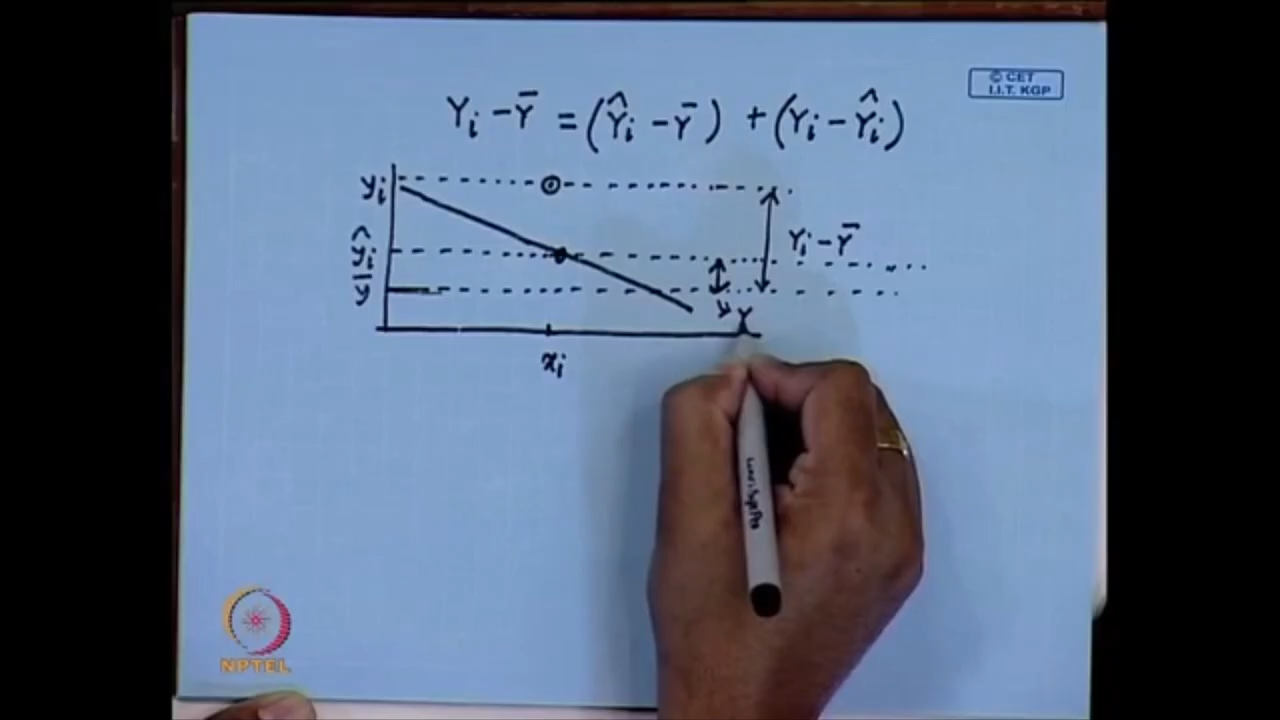 © CET
I.I.T. KGP
Yᵢ - Ȳ = (Ŷᵢ - Ȳ) + (Yᵢ - Ŷᵢ)
yᵢ
ŷᵢ
Yᵢ - Ȳ
ȳ
Y
xᵢ
NPTEL